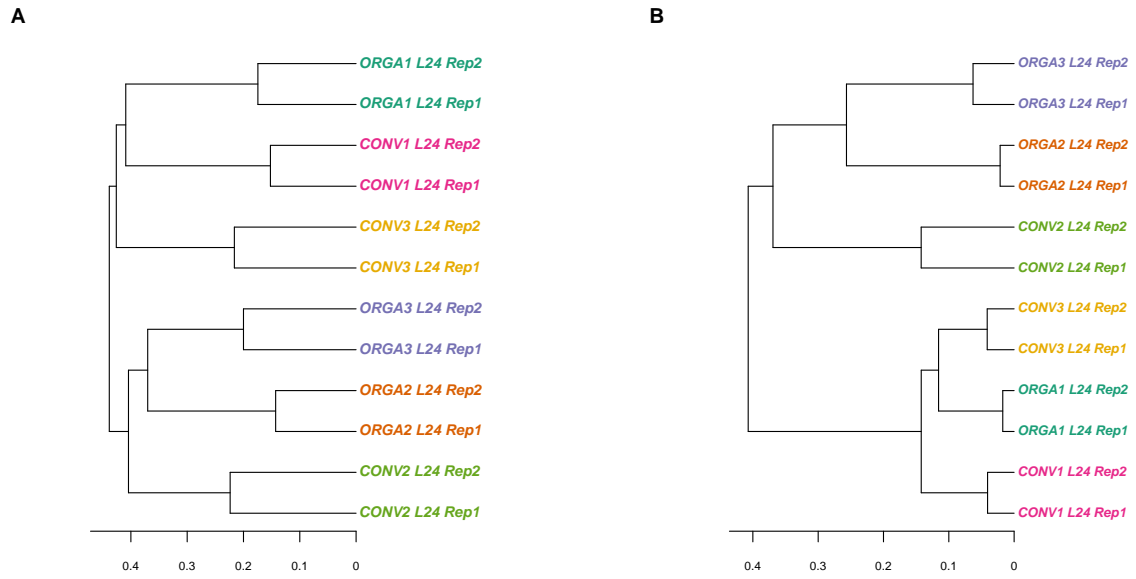 A
ORGA1 L24 Rep2
ORGA1 L24 Rep1
CONV1 L24 Rep2
CONV1 L24 Rep1
CONV3 L24 Rep2
CONV3 L24 Rep1
ORGA3 L24 Rep2
ORGA3 L24 Rep1
ORGA2 L24 Rep2
ORGA2 L24 Rep1
CONV2 L24 Rep2
CONV2 L24 Rep1
0.4 0.3 0.2 0.1 0
B
ORGA3 L24 Rep2
ORGA3 L24 Rep1
ORGA2 L24 Rep2
ORGA2 L24 Rep1
CONV2 L24 Rep2
CONV2 L24 Rep1
CONV3 L24 Rep2
CONV3 L24 Rep1
ORGA1 L24 Rep2
ORGA1 L24 Rep1
CONV1 L24 Rep2
CONV1 L24 Rep1
0.4 0.3 0.2 0.1 0